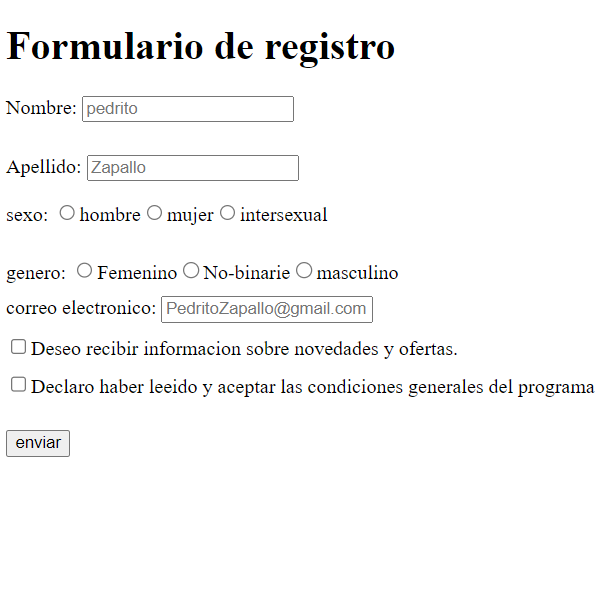 Formulario de registro
Nombre: pedrito
Apellido: Zapallo
sexo: hombre mujer intersexual
genero: Femenino No-binarie masculino
correo electronico: PedritoZapallo@gmail.com
Deseo recibir informacion sobre novedades y ofertas.
Declaro haber leeido y aceptar las condiciones generales del programa
enviar